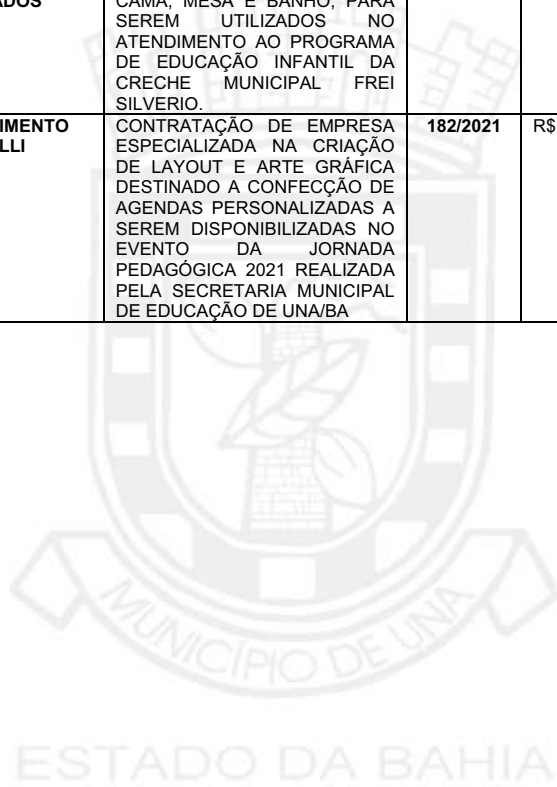 ADOS
CAMA, MESA E BANHO, PARA
SEREM UTILIZADOS NO
ATENDIMENTO AO PROGRAMA
DE EDUCAÇÃO INFANTIL DA
CRECHE MUNICIPAL FREI
SILVERIO.
IMENTO
LLI
CONTRATAÇÃO DE EMPRESA
ESPECIALIZADA NA CRIAÇÃO
DE LAYOUT E ARTE GRÁFICA
DESTINADO A CONFECÇÃO DE
AGENDAS PERSONALIZADAS A
SEREM DISPONIBILIZADAS NO
EVENTO DA JORNADA
PEDAGÓGICA 2021 REALIZADA
PELA SECRETARIA MUNICIPAL
DE EDUCAÇÃO DE UNA/BA
182/2021
R$
MUNICÍPIO DE UNA
ESTADO DA BAHIA